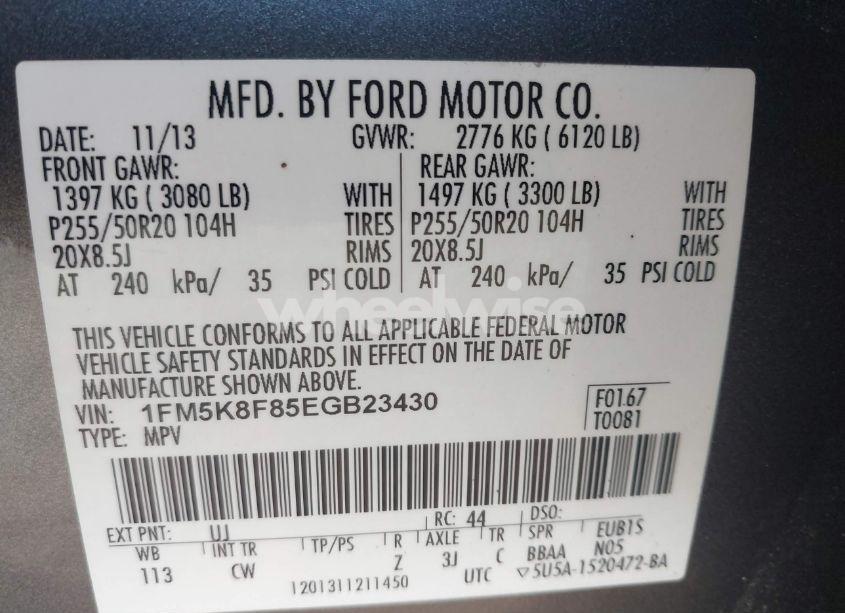 MFD. BY FORD MOTOR CO.
DATE: 11/13 GVWR: 2776 KG ( 6120 LB)
FRONT GAWR: REAR GAWR:
1397 KG ( 3080 LB) WITH 1497 KG ( 3300 LB) WITH
P255/50R20 104H TIRES P255/50R20 104H TIRES
20X8.5J RIMS 20X8.5J RIMS
AT 240 kPa/ 35 PSI COLD AT 240 kPa/ 35 PSI COLD
wheelwise
THIS VEHICLE CONFORMS TO ALL APPLICABLE FEDERAL MOTOR
VEHICLE SAFETY STANDARDS IN EFFECT ON THE DATE OF
MANUFACTURE SHOWN ABOVE.
VIN: 1FM5K8F85EGB23430 F0167
TYPE: MPV T0081
EXT PNT: UJ RC: 44 DSO:
WB INT TR TP/PS R AXLE TR SPR EUB1S
113 CW Z 3J C BBAA N05
1201311211450 UTC ▽5U5A-1520472-BA